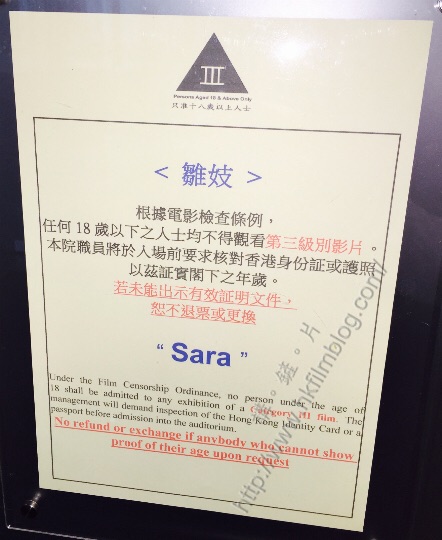 III
Persons Aged 18 & Above Only
只准十八歲以上人士
< 雛妓 >
根據電影檢查條例，
任何18歲以下之人士均不得觀看第三級別影片。
本院職員將於入場前要求核對香港身份証或護照
以茲証實閣下之年歲。
若未能出示有效証明文件，
恕不退票或更換
“ Sara ”
Under the Film Censorship Ordinance, no person under the age of
18 shall be admitted to any exhibition of a Category III film. The
management will demand inspection of the Hong Kong Identity Card or a
passport before admission into the auditorium.
No refund or exchange if anybody who cannot show
proof of their age upon request
http://www.hkfilmblog.com/